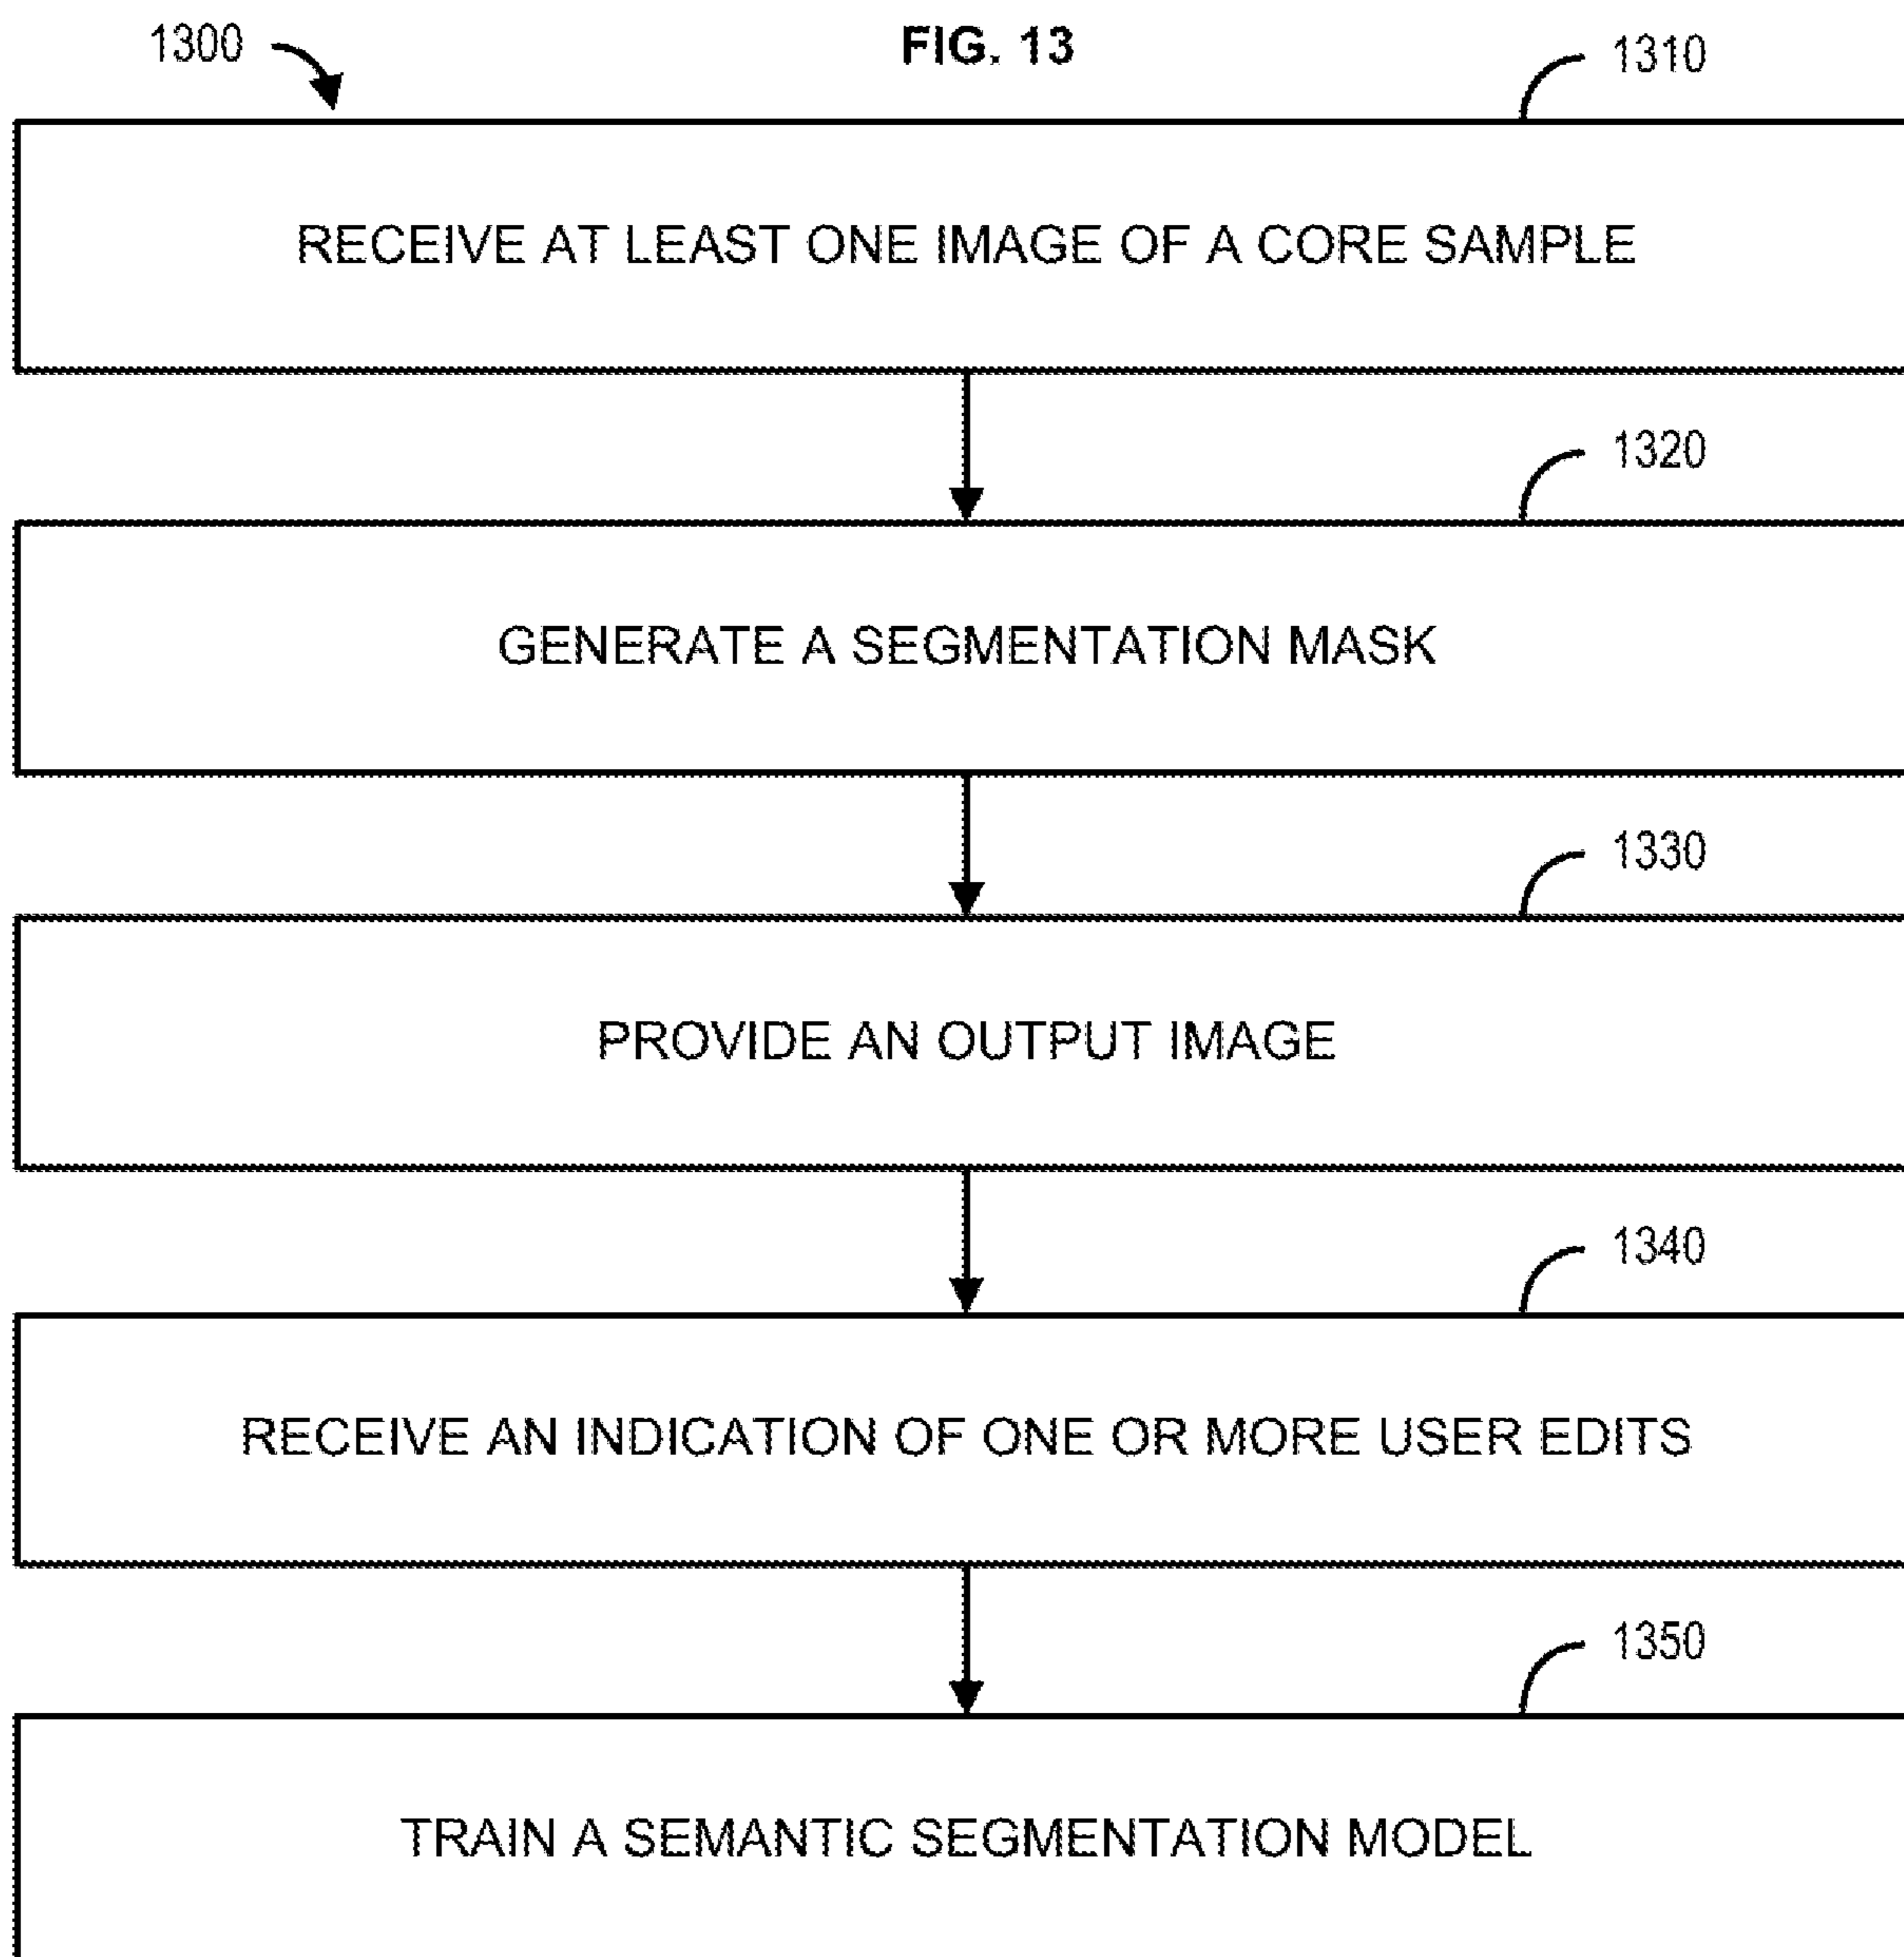 1300
FIG. 13
1310
RECEIVE AT LEAST ONE IMAGE OF A CORE SAMPLE
1320
GENERATE A SEGMENTATION MASK
1330
PROVIDE AN OUTPUT IMAGE
1340
RECEIVE AN INDICATION OF ONE OR MORE USER EDITS
1350
TRAIN A SEMANTIC SEGMENTATION MODEL